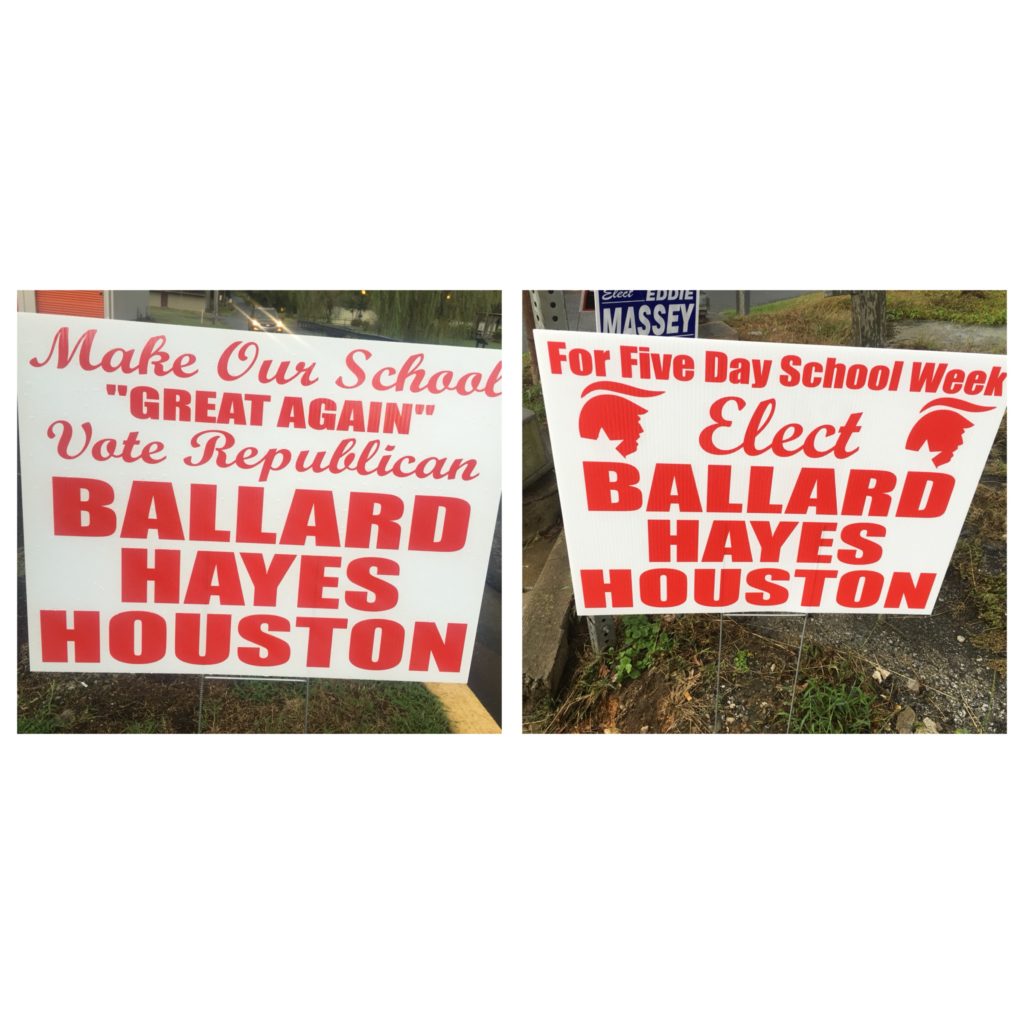 Make Our School
"GREAT AGAIN"
Vote Republican
BALLARD
HAYES
HOUSTON
Elect EDDIE
MASSEY
For Five Day School Week
Elect
BALLARD
HAYES
HOUSTON